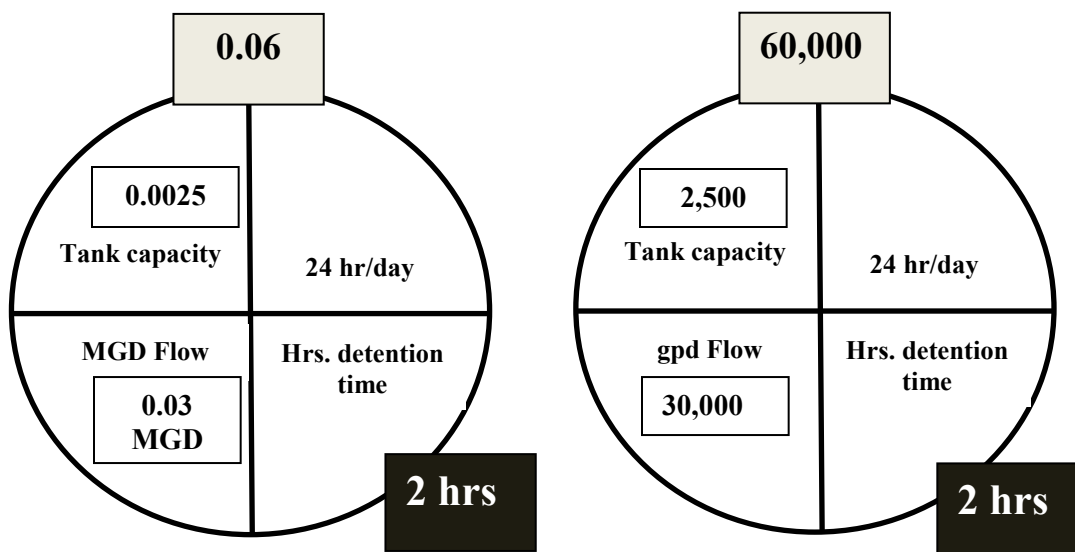 0.06
0.0025
Tank capacity
24 hr/day
MGD Flow
0.03
MGD
Hrs. detention
time
2 hrs
60,000
2,500
Tank capacity
24 hr/day
gpd Flow
30,000
Hrs. detention
time
2 hrs